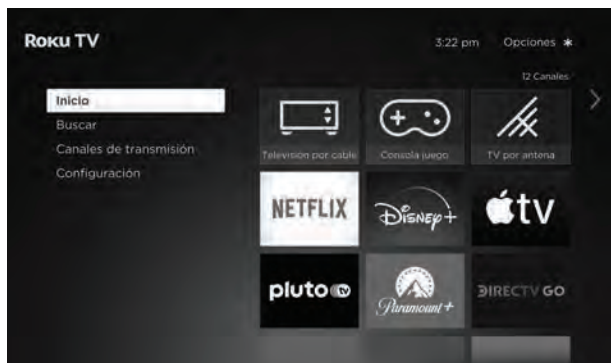 Roku TV
3:22 pm Opciones *
12 Canales
Inicio
Buscar
Canales de transmisión
Configuración
Televisión por cable
Consola juego
TV por antena
NETFLIX
Disney+
tv
pluto tv
Paramount+
DIRECTV GO